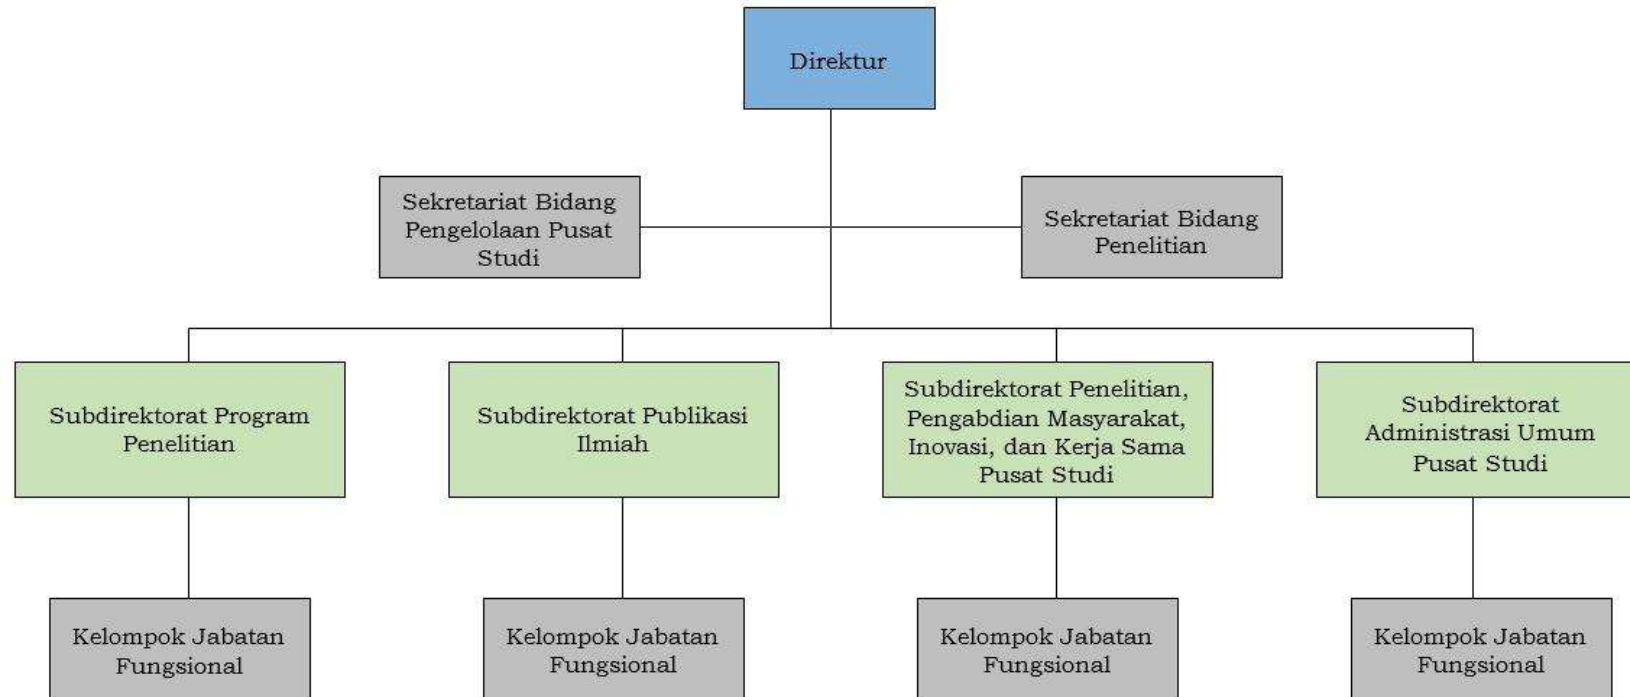 Direktur
Sekretariat Bidang
Pengelolaan Pusat
Studi
Sekretariat Bidang
Penelitian
Subdirektorat Program
Penelitian
Subdirektorat Publikasi
Ilmiah
Subdirektorat Penelitian,
Pengabdian Masyarakat,
Inovasi, dan Kerja Sama
Pusat Studi
Subdirektorat
Administrasi Umum
Pusat Studi
Kelompok Jabatan
Fungsional
Kelompok Jabatan
Fungsional
Kelompok Jabatan
Fungsional
Kelompok Jabatan
Fungsional